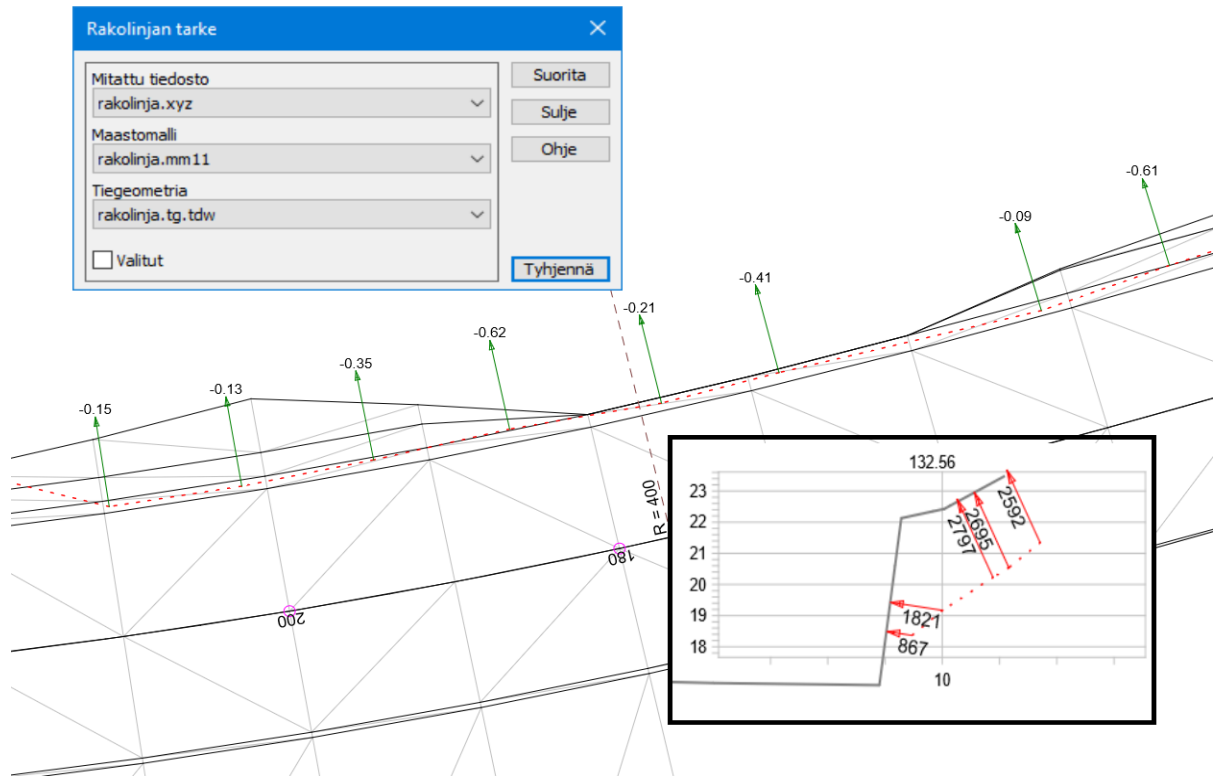 Rakolinjan tarke
Mitattu tiedosto
rakolinja.xyz
Maastomalli
rakolinja.mm11
Tiegeometria
rakolinja.tg.tdw
Valitut
Suorita
Sulje
Ohje
Tyhjennä
-0.61
-0.09
-0.41
-0.21
-0.62
-0.35
-0.13
-0.15
R = 400
180
200
132.56
23
22
21
20
19
18
2592
2695
2797
1821
867
10